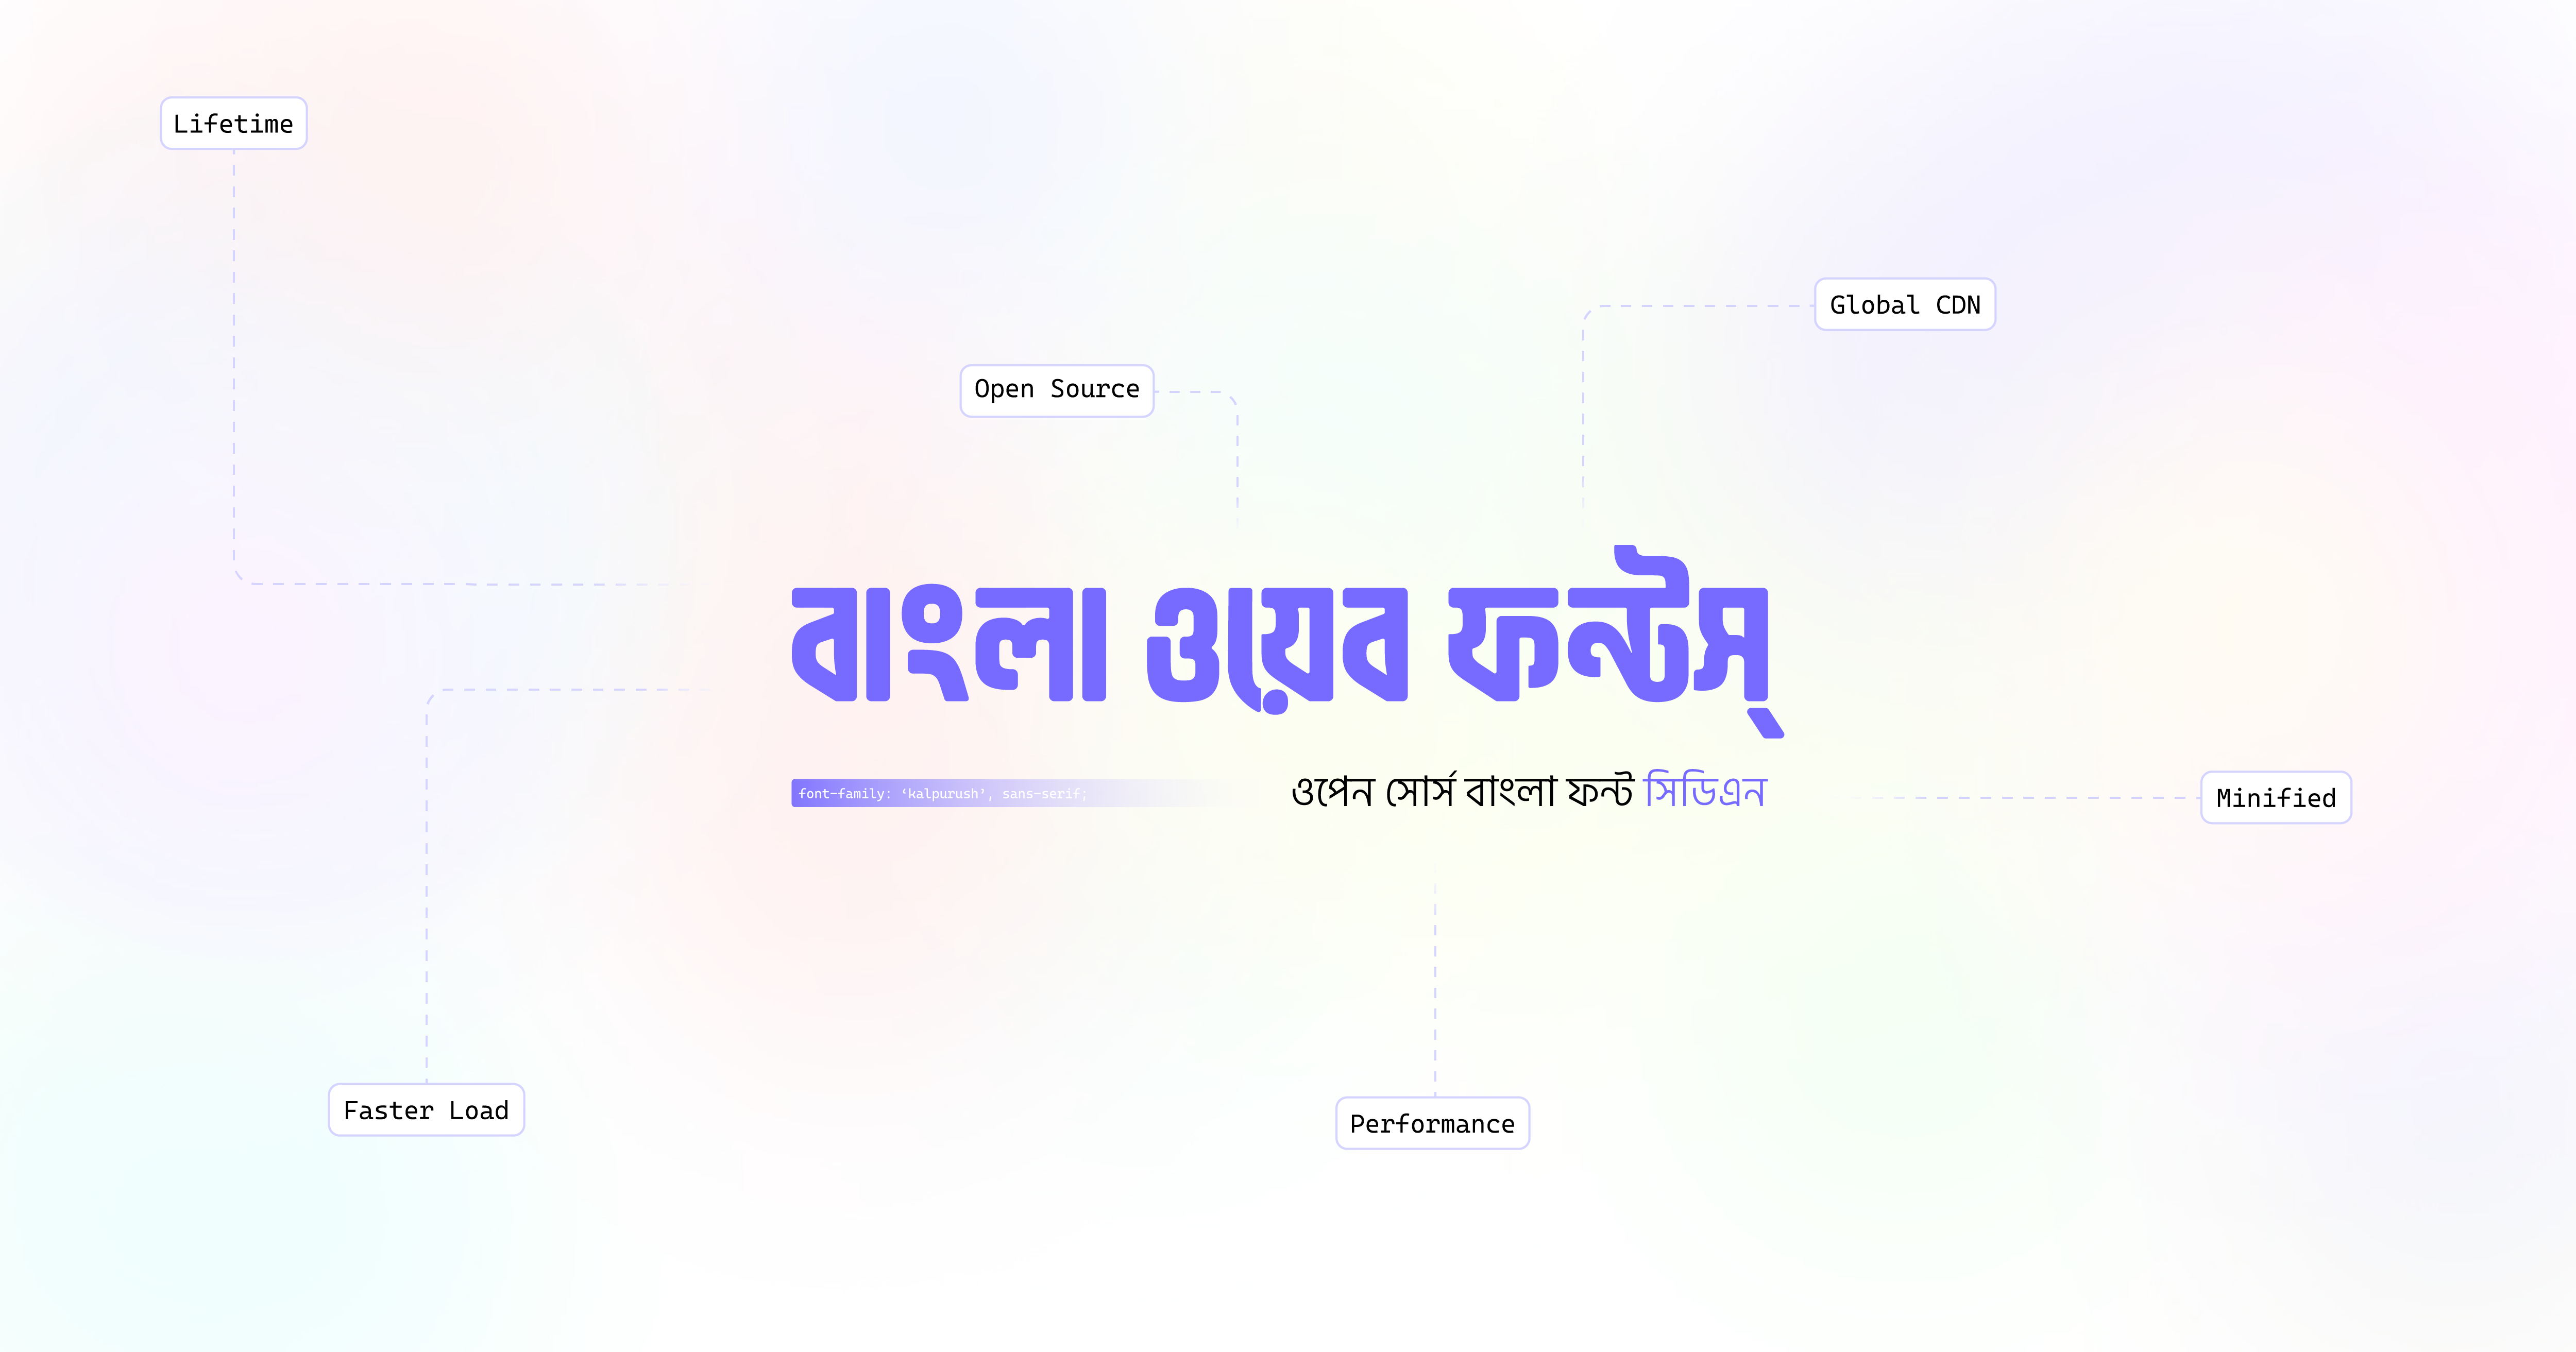 Lifetime
Global CDN
Open Source
বাংলা ওয়েব ফন্টস্
font-family: ‘kalpurush’, sans-serif;
ওপেন সোর্স বাংলা ফন্ট সিডিএন
Minified
Faster Load
Performance